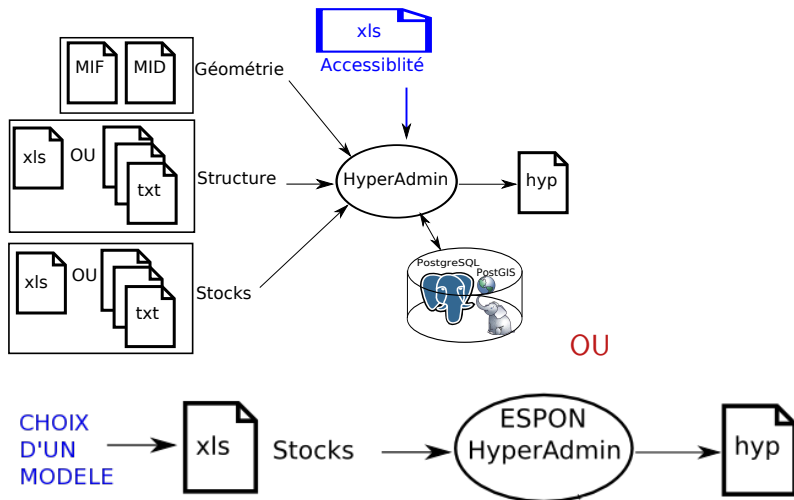 xls
Accessiblité
MIF
MID
Géométrie
xls
OU
txt
Structure
HyperAdmin
hyp
xls
OU
txt
Stocks
PostgreSQL
PostGIS
OU
CHOIX
D'UN
MODELE
xls
Stocks
ESPON
HyperAdmin
hyp